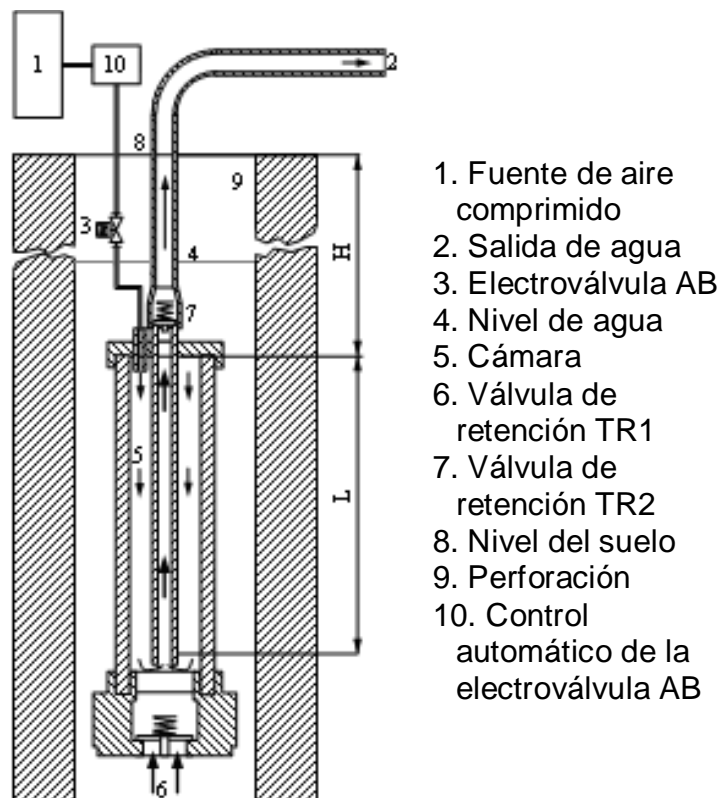 1
10
2
8
9
3
4
H
7
5
L
6
1. Fuente de aire
comprimido
2. Salida de agua
3. Electroválvula AB
4. Nivel de agua
5. Cámara
6. Válvula de
retención TR1
7. Válvula de
retención TR2
8. Nivel del suelo
9. Perforación
10. Control
automático de la
electroválvula AB